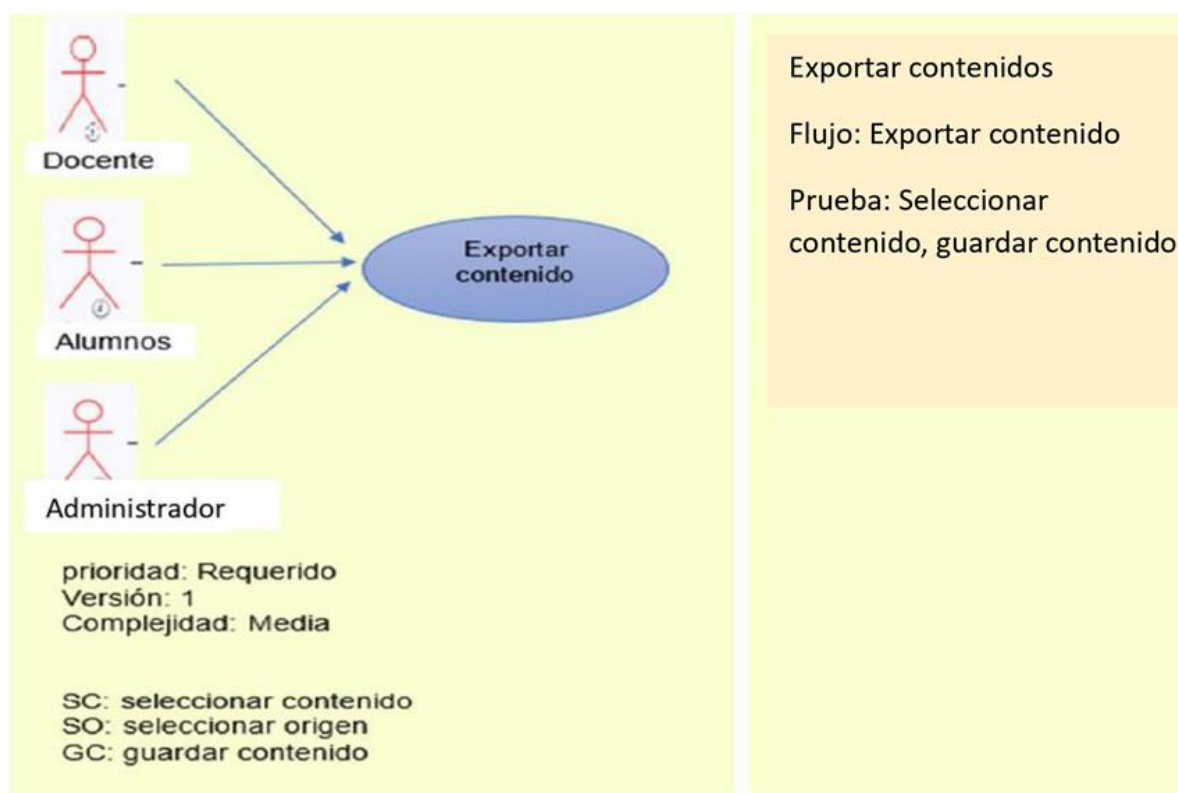 Docente
Alumnos
Administrador
Exportar
contenido
prioridad: Requerido
Versión: 1
Complejidad: Media
SC: seleccionar contenido
SO: seleccionar origen
GC: guardar contenido
Exportar contenidos
Flujo: Exportar contenido
Prueba: Seleccionar
contenido, guardar contenido